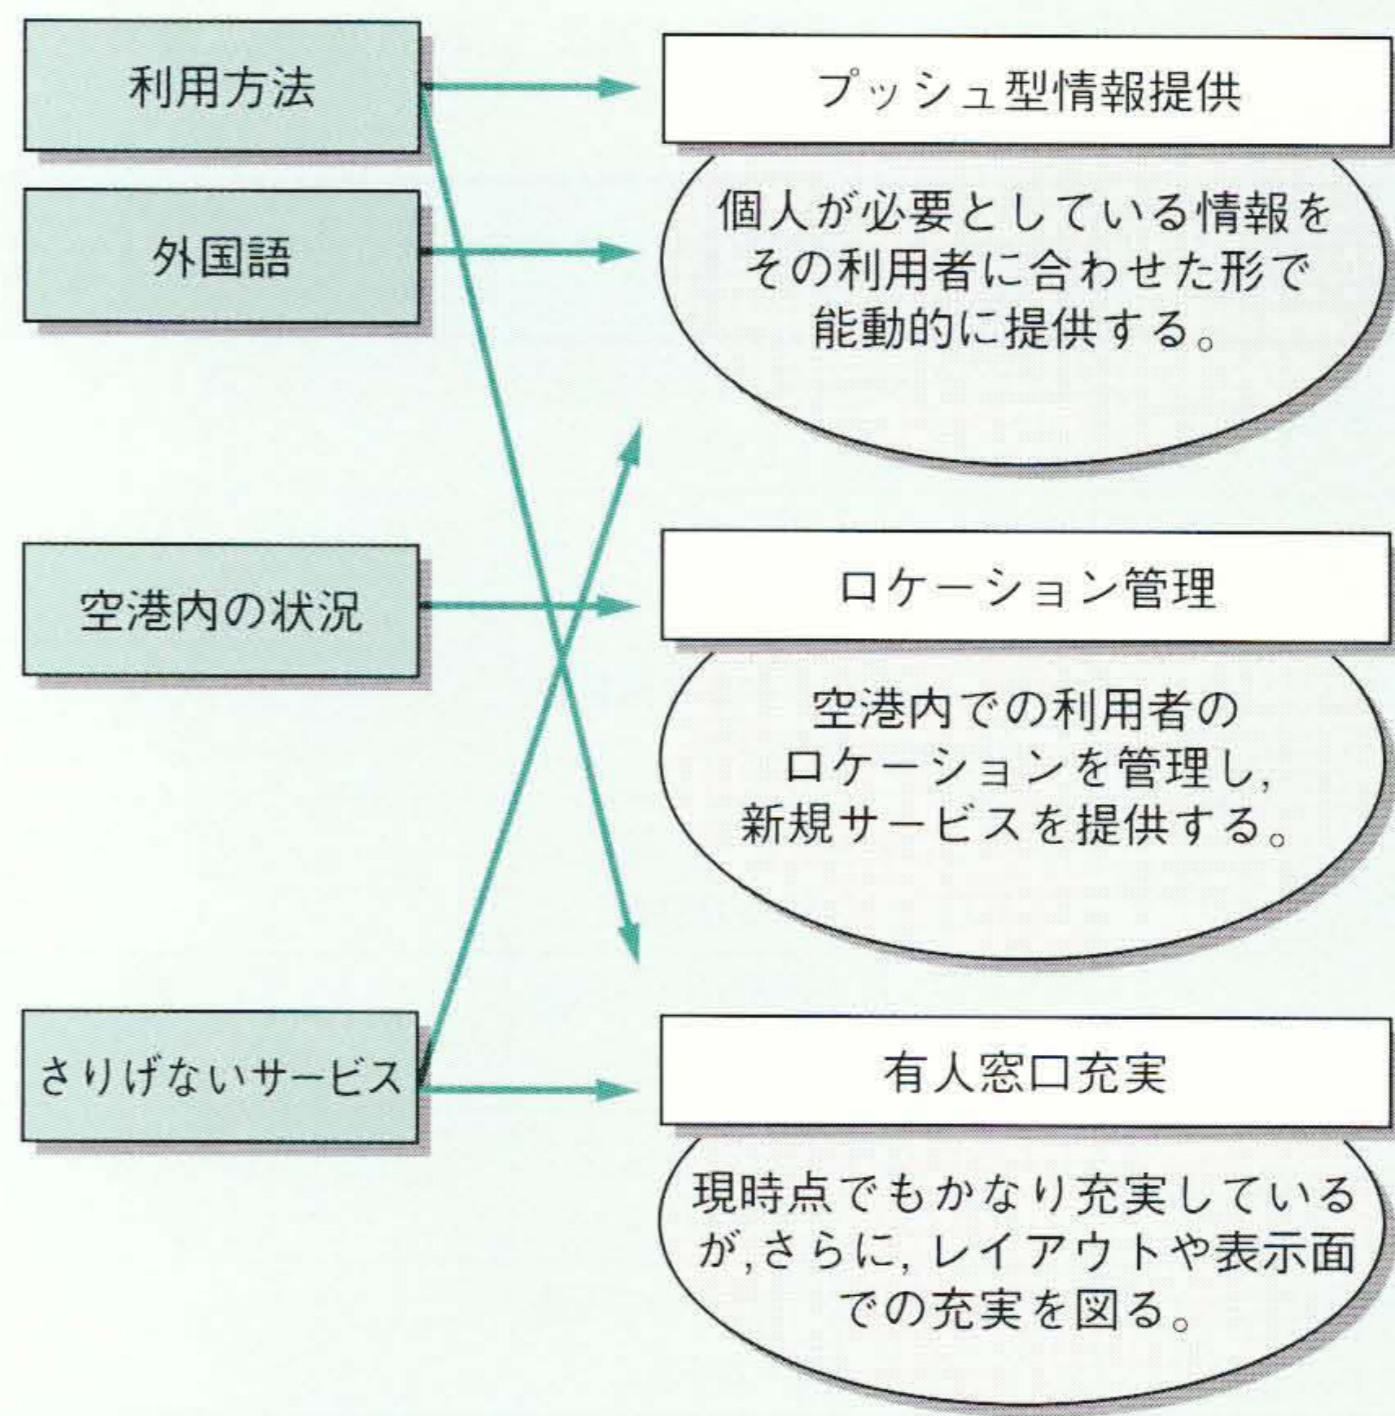 利用方法
プッシュ型情報提供
個人が必要としている情報を
その利用者に合わせた形で
能動的に提供する。
外国語
空港内の状況
ロケーション管理
空港内での利用者の
ロケーションを管理し,
新規サービスを提供する。
さりげないサービス
有人窓口充実
現時点でもかなり充実している
が,さらに,レイアウトや表示面
での充実を図る。